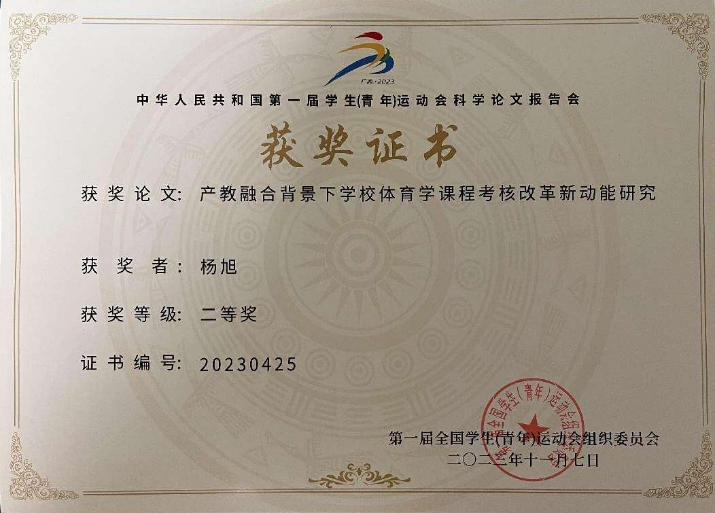 广西·2023
中华人民共和国第一届学生(青年)运动会科学论文报告会
获奖证书
获奖论文: 产教融合背景下学校体育学课程考核改革新动能研究
获奖者: 杨旭
获奖等级: 二等奖
证书编号: 20230425
第一届全国学生(青年)运动会组织委员会
二〇二三年十一月七日